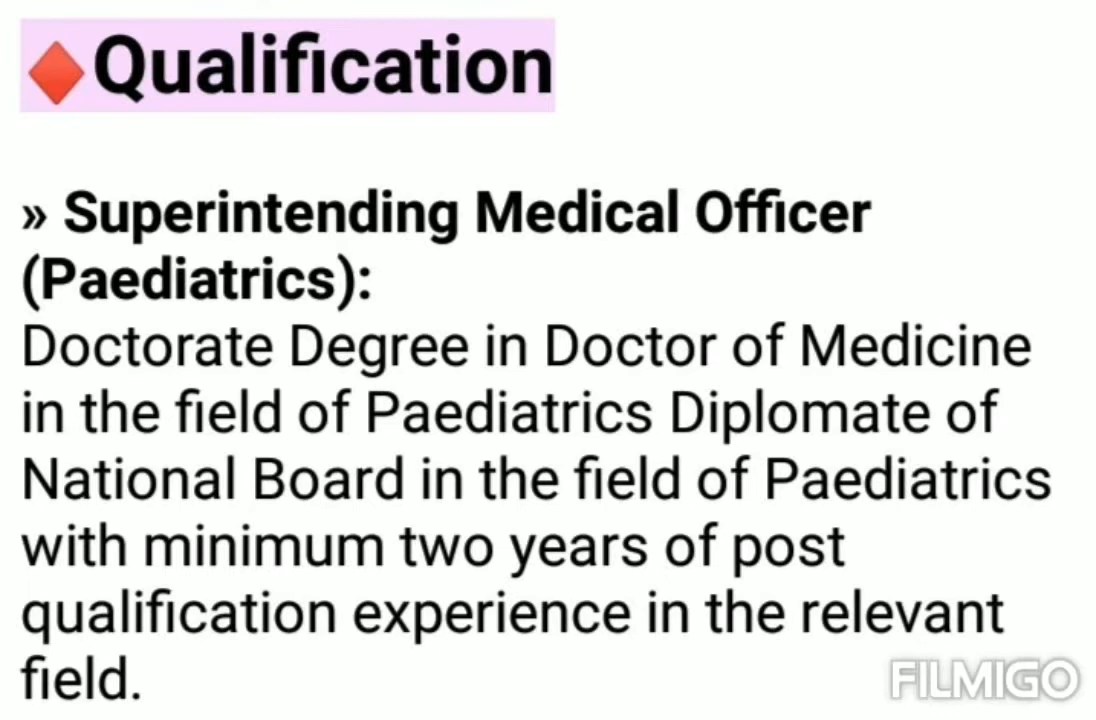 ♦Qualification
» Superintending Medical Officer
(Paediatrics):
Doctorate Degree in Doctor of Medicine
in the field of Paediatrics Diplomate of
National Board in the field of Paediatrics
with minimum two years of post
qualification experience in the relevant
field.
FILMIGO